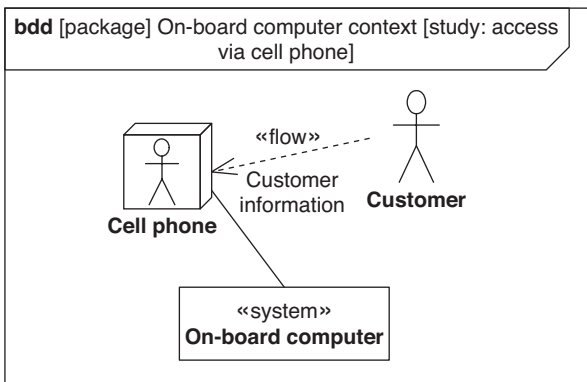 bdd [package] On-board computer context [study: access
via cell phone]
«flow»
Customer
information
Customer
Cell phone
«system»
On-board computer